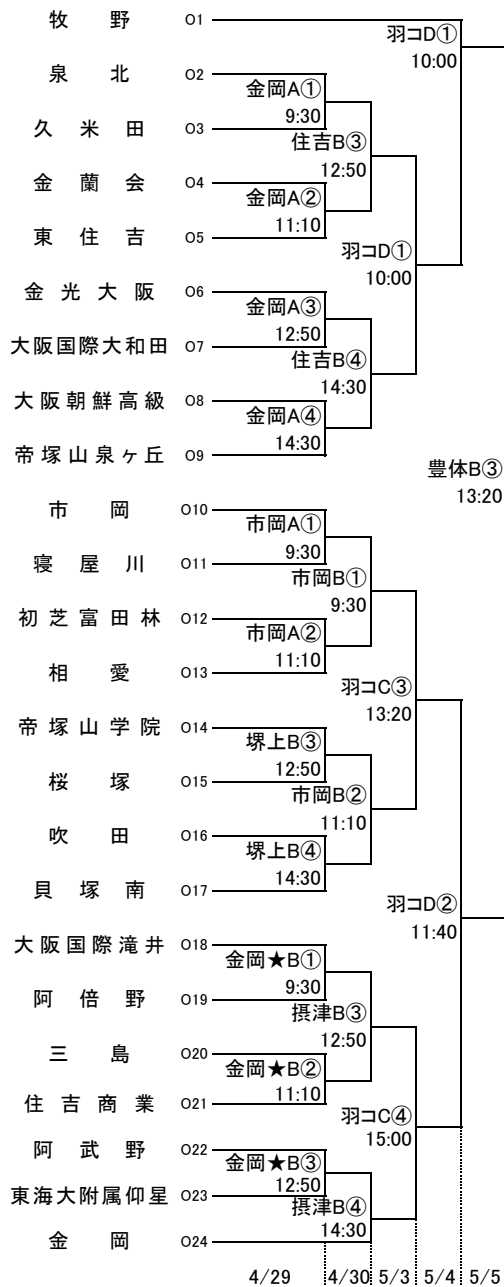 牧野 O1
羽コD①
10:00
泉北 O2
金岡A①
9:30
久米田 O3
住吉B③
12:50
金蘭会 O4
金岡A②
11:10
東住吉 O5
羽コD①
10:00
金光大阪 O6
金岡A③
12:50
大阪国際大和田 O7
住吉B④
14:30
大阪朝鮮高級 O8
金岡A④
14:30
帝塚山泉ヶ丘 O9
豊体B③
13:20
市岡 O10
市岡A①
9:30
寝屋川 O11
市岡B①
9:30
初芝富田林 O12
市岡A②
11:10
相愛 O13
羽コC③
13:20
帝塚山学院 O14
堺上B③
12:50
桜塚 O15
市岡B②
11:10
吹田 O16
堺上B④
14:30
貝塚南 O17
羽コD②
11:40
大阪国際滝井 O18
金岡★B①
9:30
阿倍野 O19
摂津B③
12:50
三島 O20
金岡★B②
11:10
住吉商業 O21
羽コC④
15:00
阿武野 O22
金岡★B③
12:50
東海大附属仰星 O23
摂津B④
14:30
金岡 O24
4/29 4/30 5/3 5/4 5/5